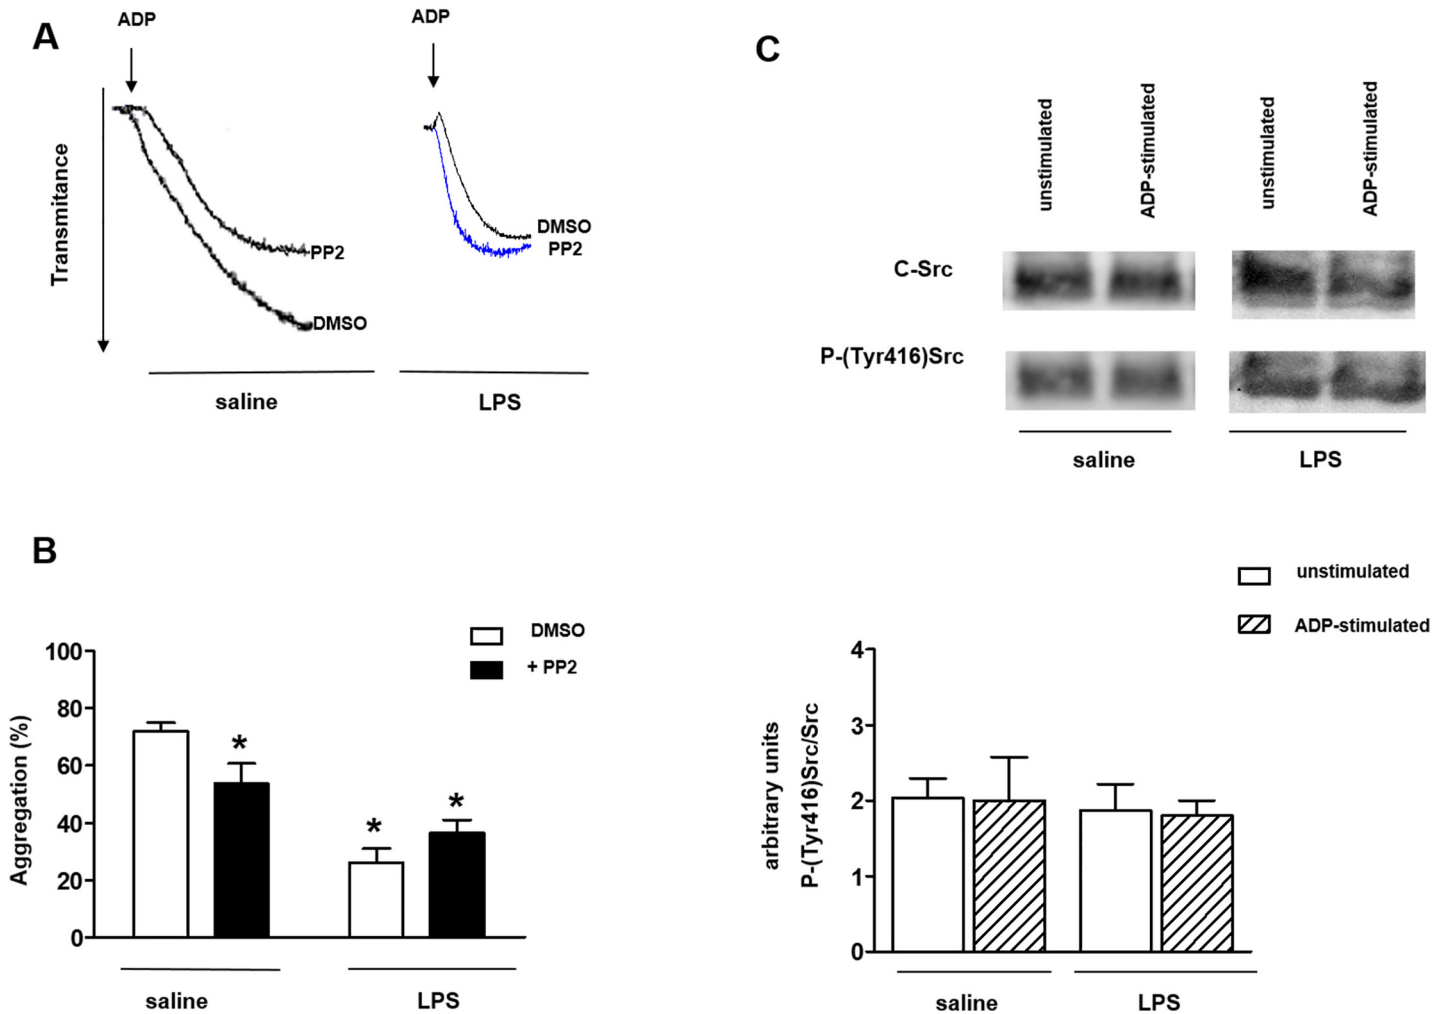 A
ADP
ADP
Transmitance
PP2
DMSO
DMSO
PP2
saline
LPS
B
DMSO
+ PP2
Aggregation (%)
100
80
60
40
20
0
*
*
*
saline
LPS
C
unstimulated
ADP-stimulated
unstimulated
ADP-stimulated
C-Src
P-(Tyr416)Src
saline
LPS
unstimulated
ADP-stimulated
arbitrary units
P-(Tyr416)Src/Src
4
3
2
1
0
saline
LPS